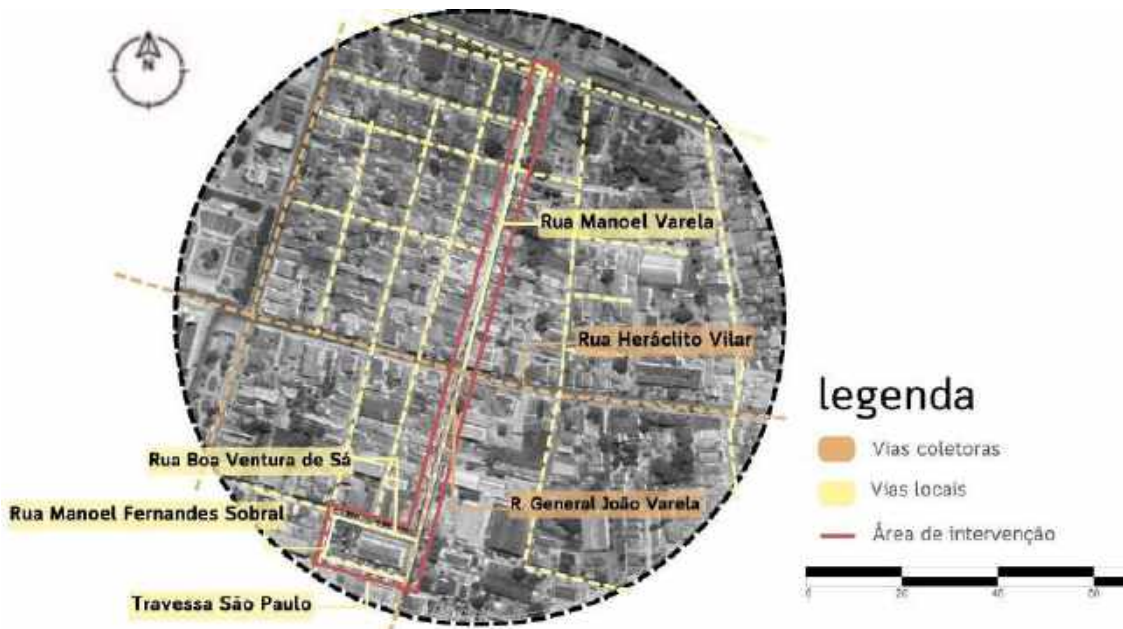 N
Rua Manoel Varela
Rua Heráclito Vilar
Rua Boa Ventura de Sá
R. General João Varela
Rua Manoel Fernandes Sobral
Travessa São Paulo
legenda
Vias coletoras
Vias locais
Área de intervenção
0 20 40 60